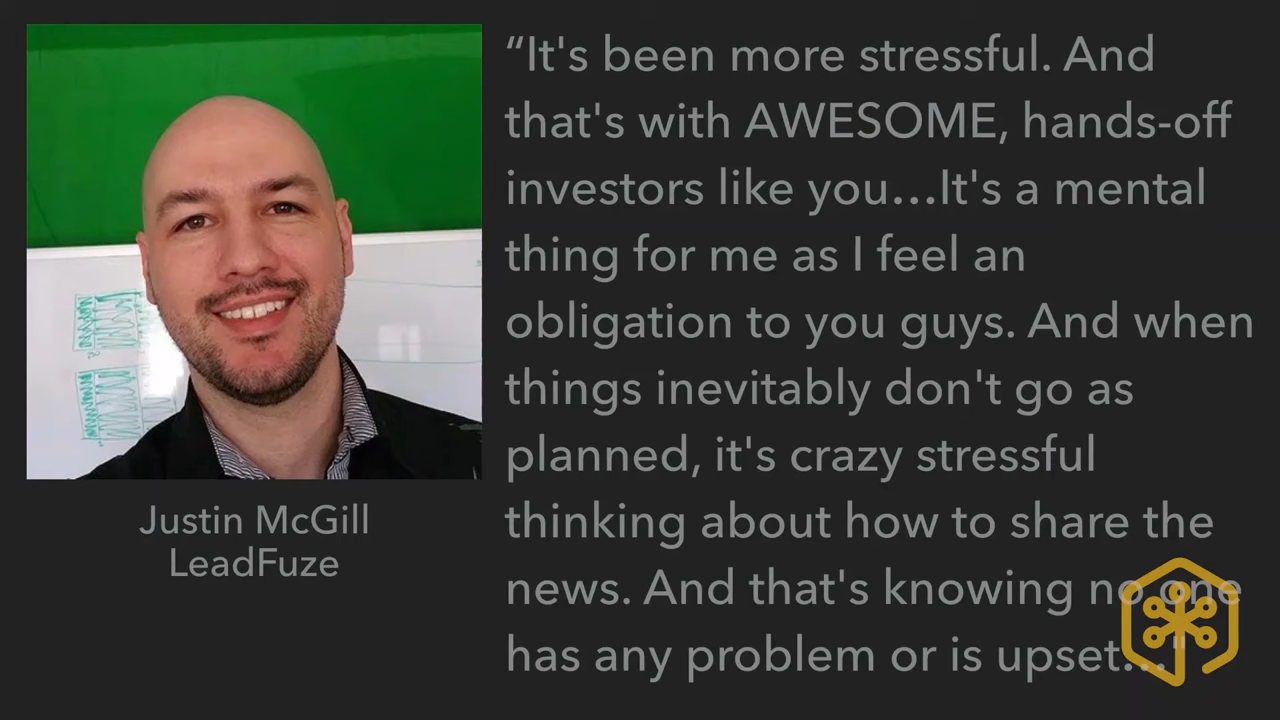 “It's been more stressful. And
that's with AWESOME, hands-off
investors like you…It's a mental
thing for me as I feel an
obligation to you guys. And when
things inevitably don't go as
planned, it's crazy stressful
thinking about how to share the
news. And that's knowing no one
has any problem or is upset…"
Justin McGill
LeadFuze